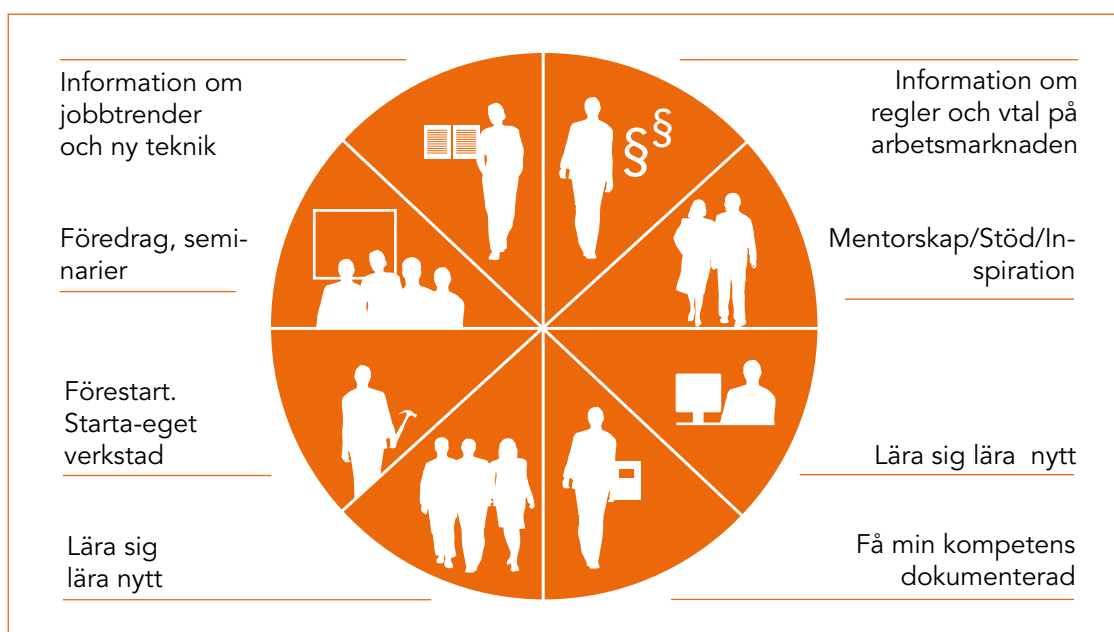 Information om
jobbtrender
och ny teknik
Föredrag, semi-
narier
Förestart.
Starta-eget
verkstad
Lära sig
lära nytt
§§
Information om
regler och vtal på
arbetsmarknaden
Mentorskap/Stöd/In-
spiration
Lära sig lära  nytt
Få min kompetens
dokumenterad